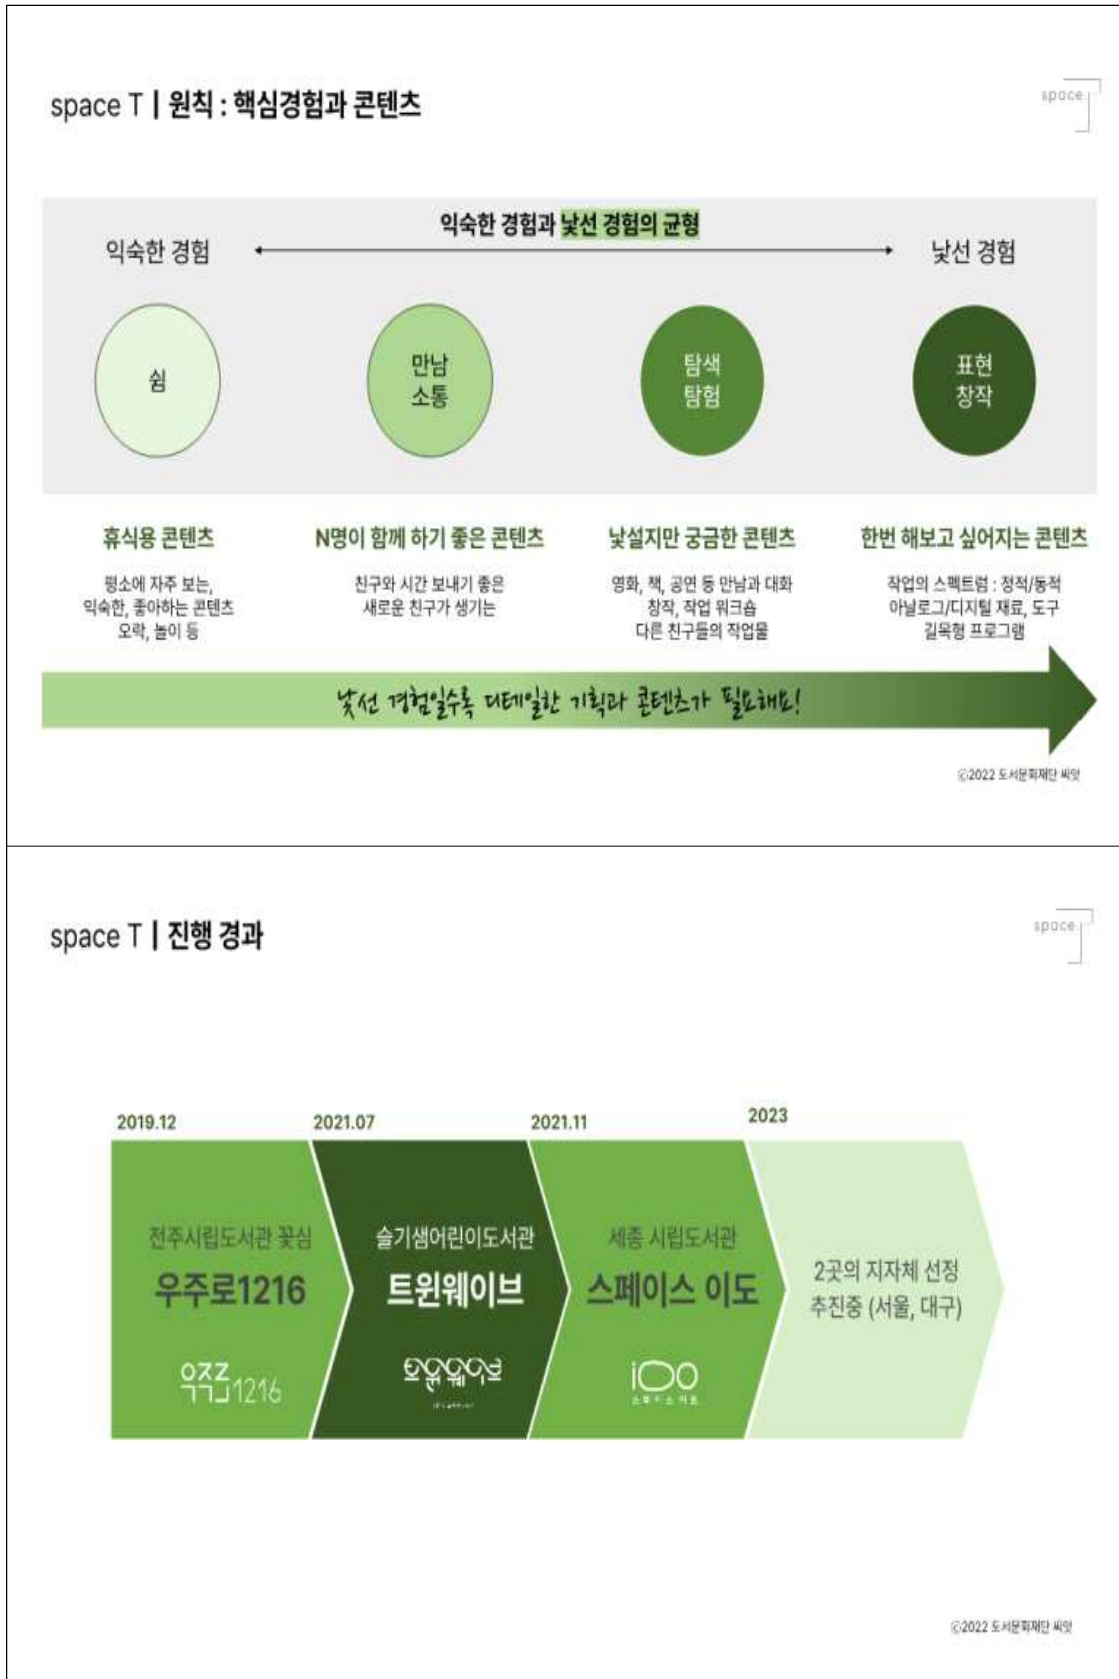 space T | 원칙 : 핵심경험과 콘텐츠
space T
익숙한 경험과 낯선 경험의 균형
익숙한 경험
낯선 경험
쉼
만남
소통
탐색
탐험
표현
창작
휴식용 콘텐츠
평소에 자주 보는,
익숙한, 좋아하는 콘텐츠
오락, 놀이 등
N명이 함께 하기 좋은 콘텐츠
친구와 시간 보내기 좋은
새로운 친구가 생기는
낯설지만 궁금한 콘텐츠
영화, 책, 공연 등 만남과 대화
창작, 작업 워크숍
다른 친구들의 작업물
한번 해보고 싶어지는 콘텐츠
작업의 스펙트럼 : 정적/동적
아날로그/디지털 재료, 도구
길목형 프로그램
낯선 경험일수록 디테일한 기획과 콘텐츠가 필요해요!
ⓒ2022 도서문화재단 씨앗
space T | 진행 경과
space T
2019.12
전주시립도서관 꽃심
우주로1216
우주로1216
2021.07
슬기샘어린이도서관
트윈웨이브
트윈웨이브
2021.11
세종 시립도서관
스페이스 이도
iDO
스페이스 이도
2023
2곳의 지자체 선정
추진중 (서울, 대구)
ⓒ2022 도서문화재단 씨앗